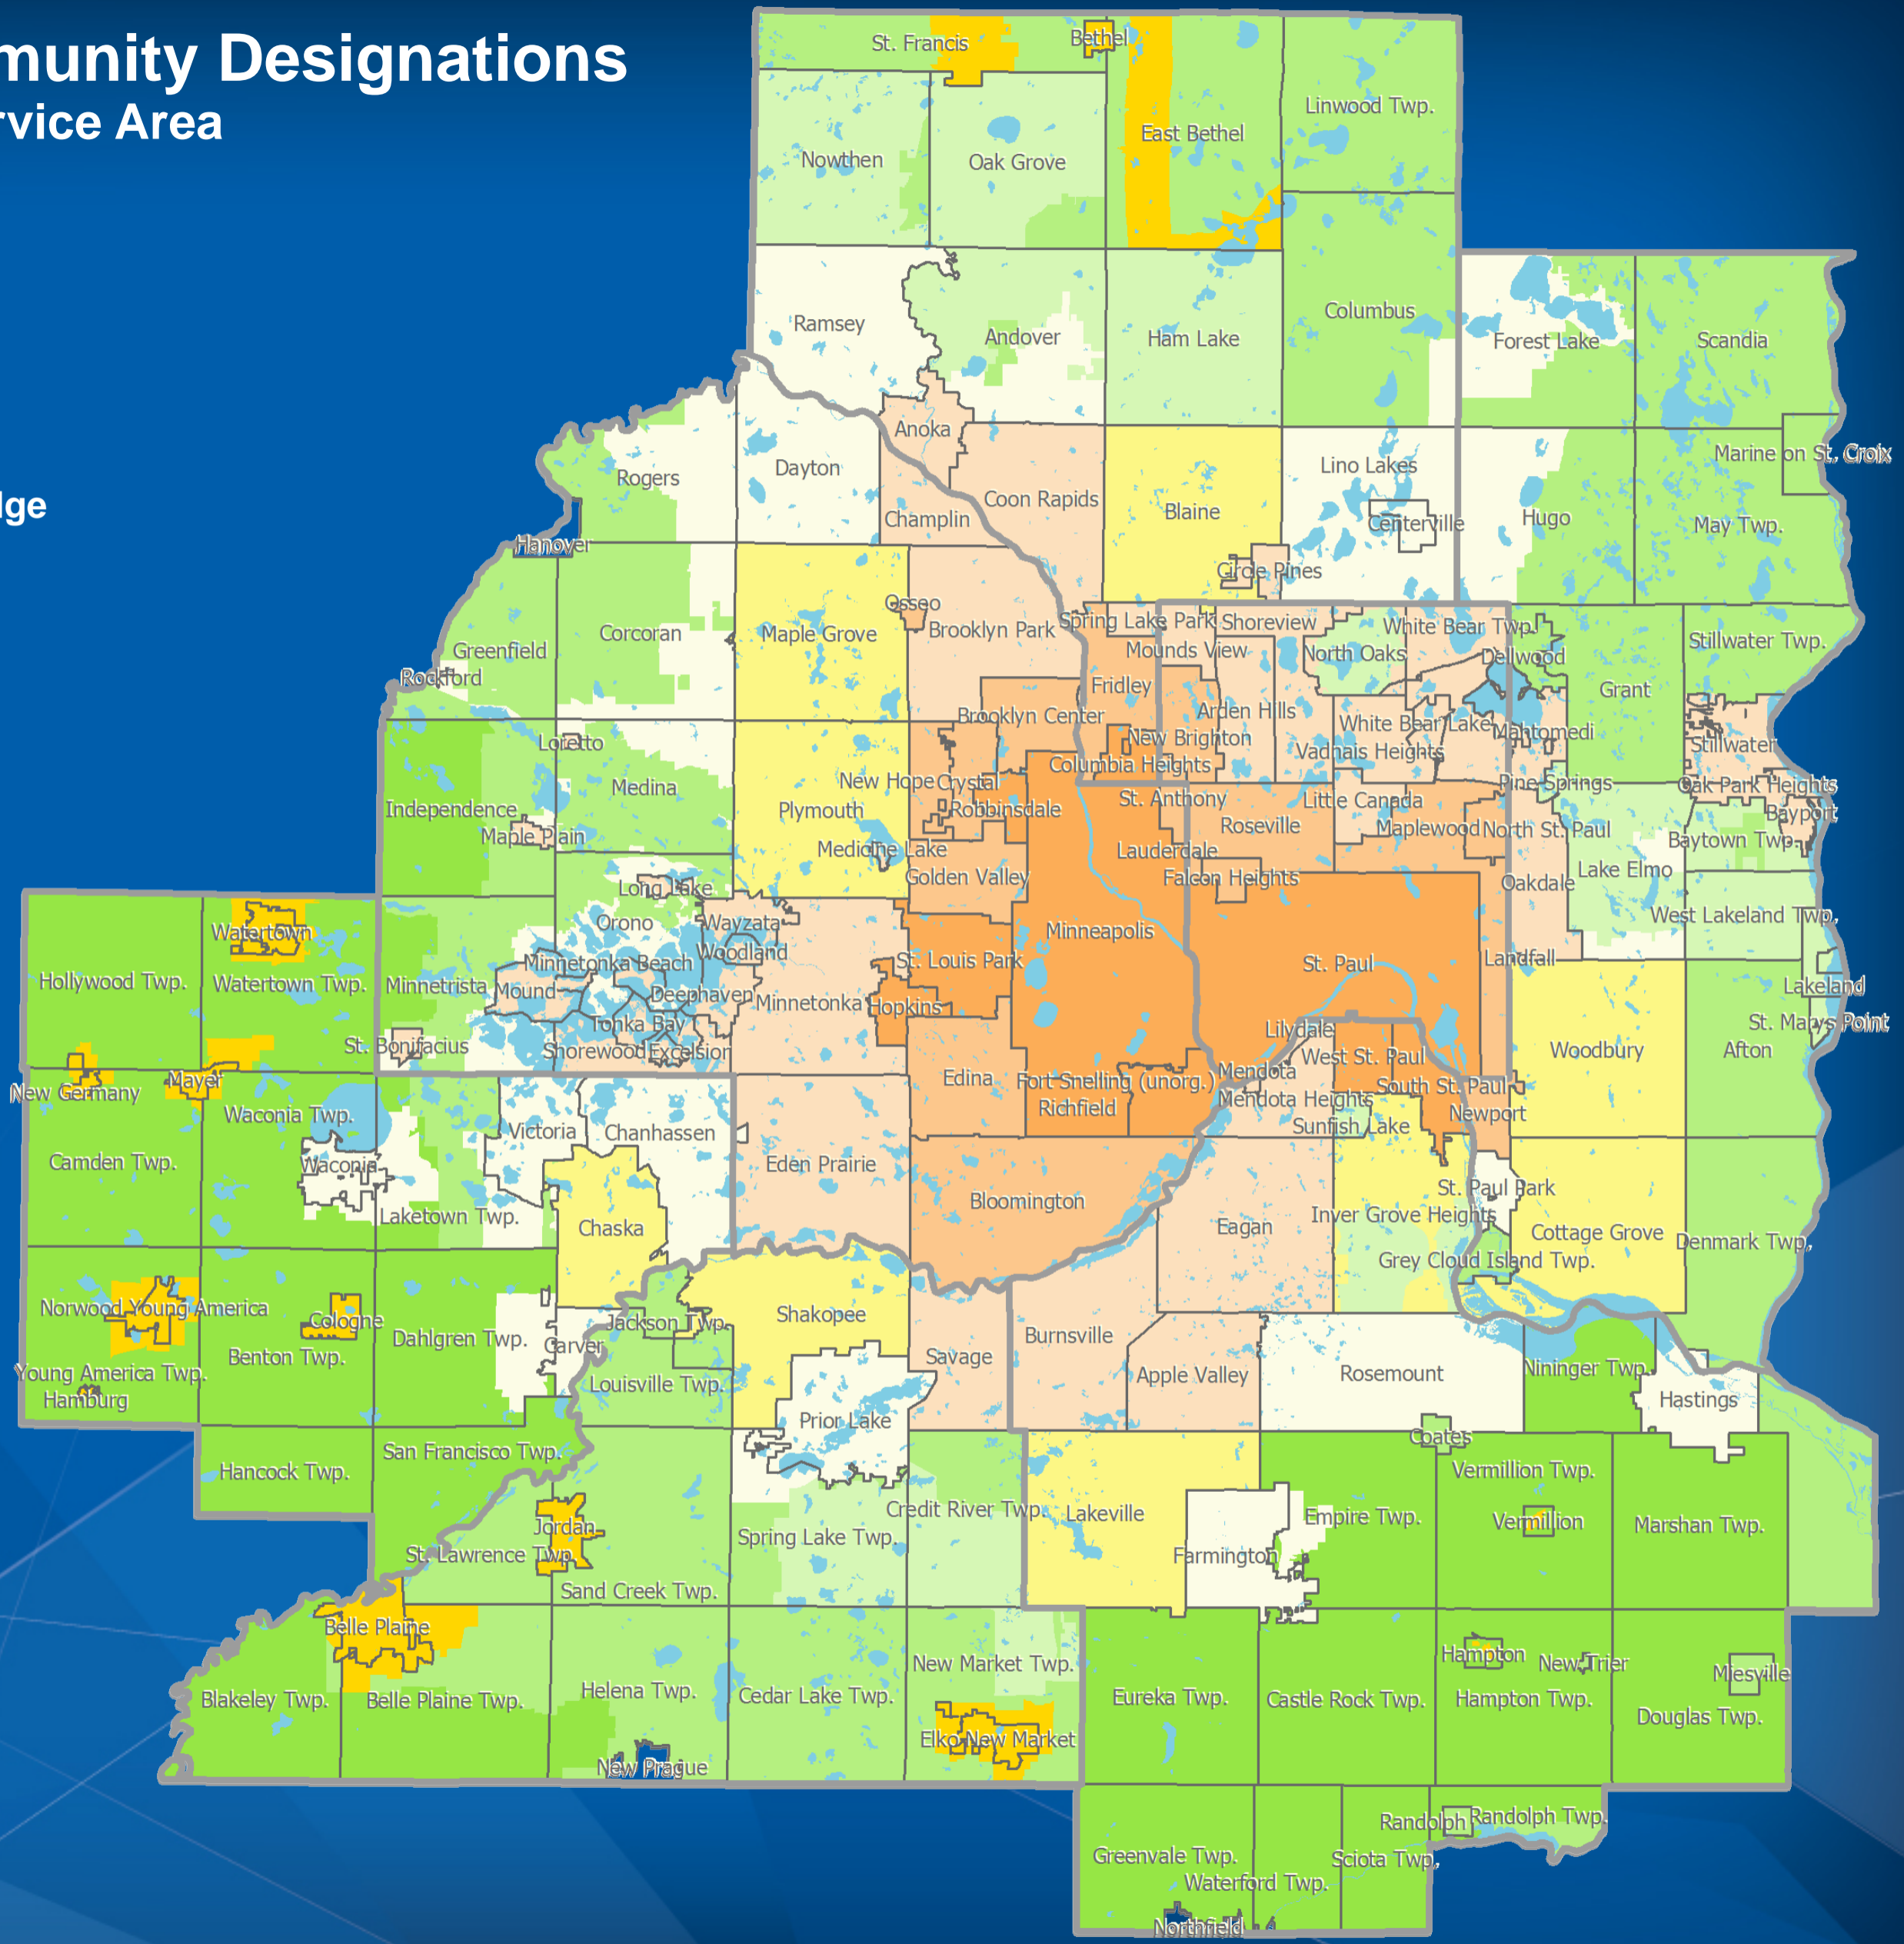 munity Designations
rvice Area
lge
St. Francis
Bethel
Linwood Twp.
East Bethel
Nowthen
Oak Grove
Columbus
Ramsey
Andover
Ham Lake
Forest Lake
Scandia
Anoka
Marine on St. Croix
Rogers
Dayton
Lino Lakes
Coon Rapids
Champlin
Blaine
Centerville
Hugo
May Twp.
Hanover
Circle Pines
Osseo
Spring Lake Park
Shoreview
White Bear Twp.
Corcoran
Maple Grove
Brooklyn Park
Stillwater Twp.
Greenfield
Mounds View
North Oaks
Dellwood
Rockford
Fridley
Grant
Brooklyn Center
Arden Hills
White Bear Lake
Mahtomedi
Loretto
New Brighton
Vadnais Heights
Stillwater
Columbia Heights
Medina
New Hope
Crystal
Pine Springs
Oak Park Heights
Independence
Plymouth
Robbinsdale
St. Anthony
Little Canada
Bayport
Maple Plain
Roseville
Maplewood
North St. Paul
Baytown Twp.
Medicine Lake
Lauderdale
Golden Valley
Falcon Heights
Lake Elmo
Long Lake
Oakdale
Orono
Wayzata
West Lakeland Twp.
Watertown
Minneapolis
Woodland
St. Louis Park
St. Paul
Landfall
Minnetonka Beach
Hollywood Twp.
Watertown Twp.
Minnetrista
Mound
Deephaven
Minnetonka
Hopkins
Lakeland
Tonka Bay
Lilydale
St. Marys Point
St. Bonifacius
Shorewood
Excelsior
West St. Paul
Woodbury
Afton
Mendota
Edina
Fort Snelling (unorg.)
South St. Paul
New Germany
Mayer
Mendota Heights
Richfield
Newport
Waconia Twp.
Victoria
Chanhassen
Sunfish Lake
Camden Twp.
Waconia
Eden Prairie
St. Paul Park
Bloomington
Laketown Twp.
Chaska
Eagan
Inver Grove Heights
Cottage Grove
Denmark Twp.
Grey Cloud Island Twp.
Norwood Young America
Cologne
Jackson Twp.
Shakopee
Dahlgren Twp.
Carver
Burnsville
Benton Twp.
Savage
Young America Twp.
Louisville Twp.
Apple Valley
Rosemount
Nininger Twp.
Hamburg
Hastings
Prior Lake
San Francisco Twp.
Coates
Hancock Twp.
Vermillion Twp.
Credit River Twp.
Lakeville
Empire Twp.
Vermillion
Marshan Twp.
Jordan
Spring Lake Twp.
St. Lawrence Twp.
Farmington
Sand Creek Twp.
Belle Plaine
New Market Twp.
Hampton
New Trier
Miesville
Blakeley Twp.
Belle Plaine Twp.
Helena Twp.
Cedar Lake Twp.
Eureka Twp.
Castle Rock Twp.
Hampton Twp.
Douglas Twp.
Elko New Market
New Prague
Randolph
Randolph Twp.
Greenvale Twp.
Sciota Twp.
Waterford Twp.
Northfield